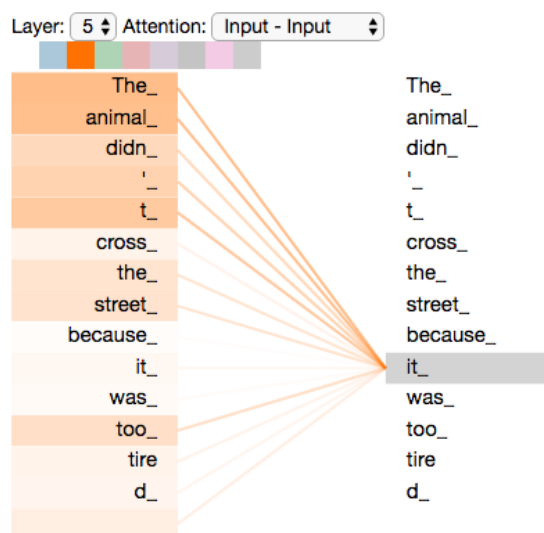 Layer: 5 Attention: Input - Input
The_ The_
animal_ animal_
didn_ didn_
'_ '_
t_ t_
cross_ cross_
the_ the_
street_ street_
because_ because_
it_ it_
was_ was_
too_ too_
tire tire
d_ d_